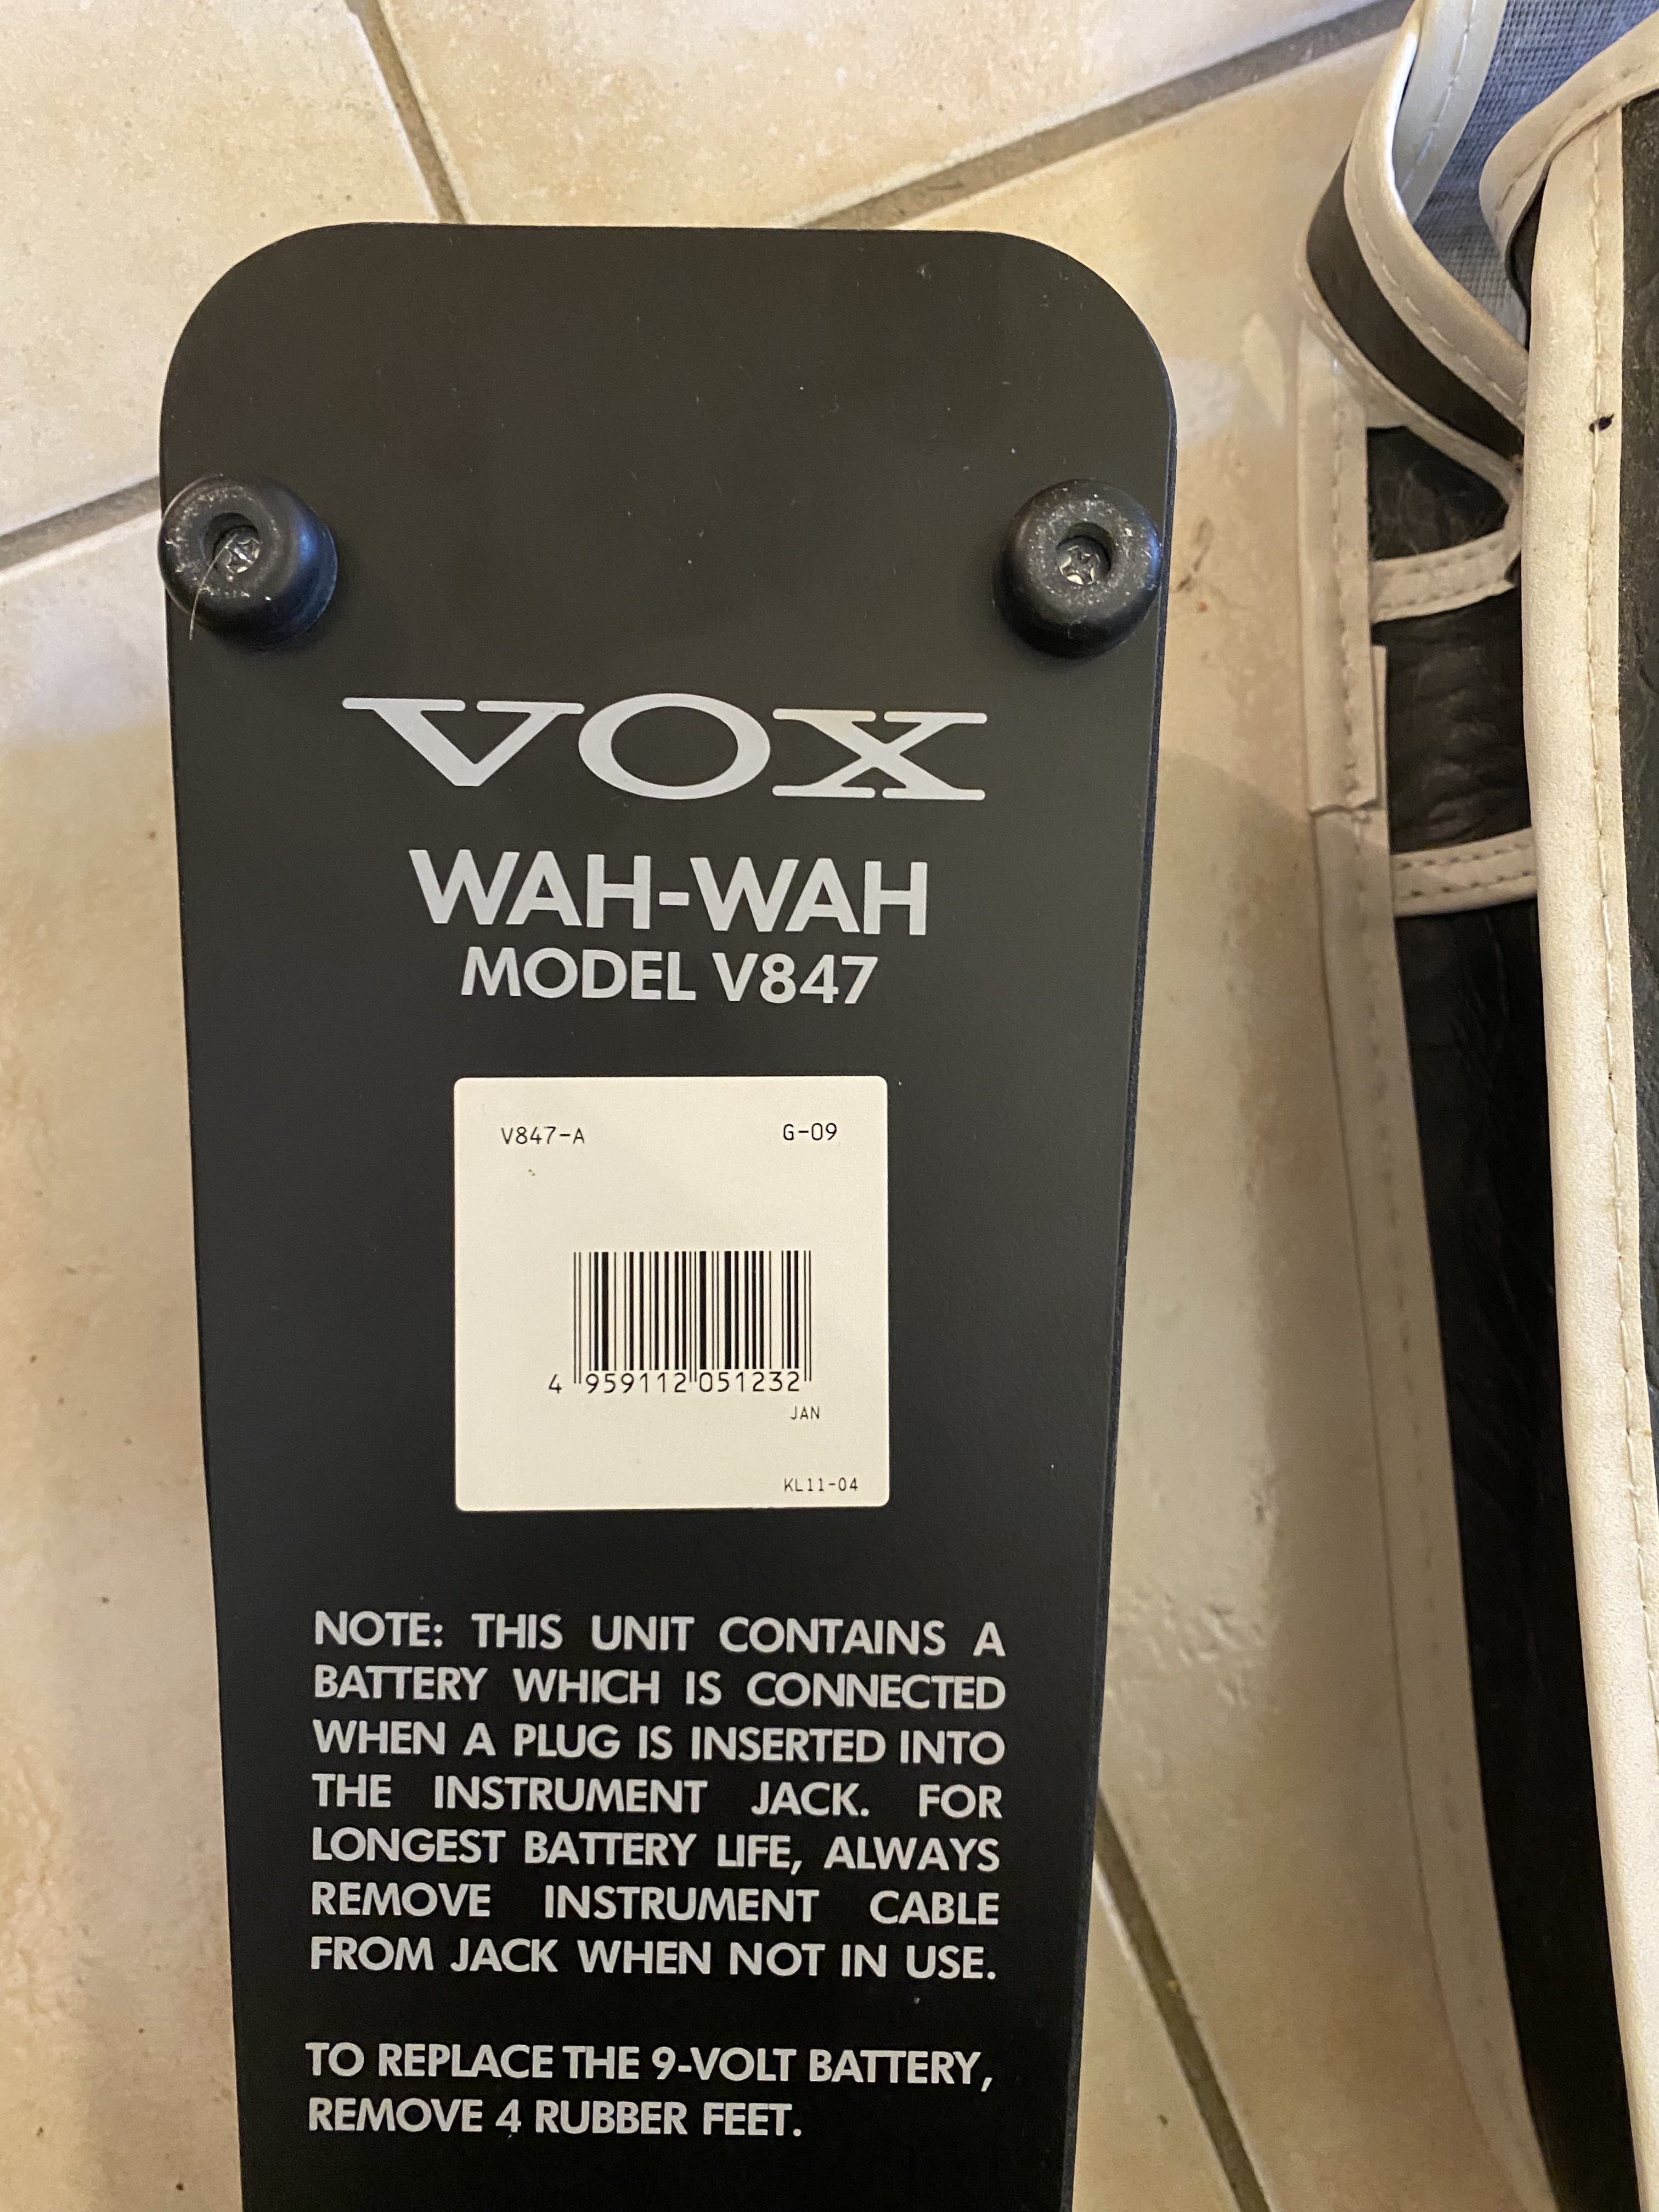 VOX
WAH-WAH
MODEL V847
V847-A G-09
4 959112 051232
JAN
KL11-04
NOTE: THIS UNIT CONTAINS A
BATTERY WHICH IS CONNECTED
WHEN A PLUG IS INSERTED INTO
THE INSTRUMENT JACK. FOR
LONGEST BATTERY LIFE, ALWAYS
REMOVE INSTRUMENT CABLE
FROM JACK WHEN NOT IN USE.
TO REPLACE THE 9-VOLT BATTERY,
REMOVE 4 RUBBER FEET.